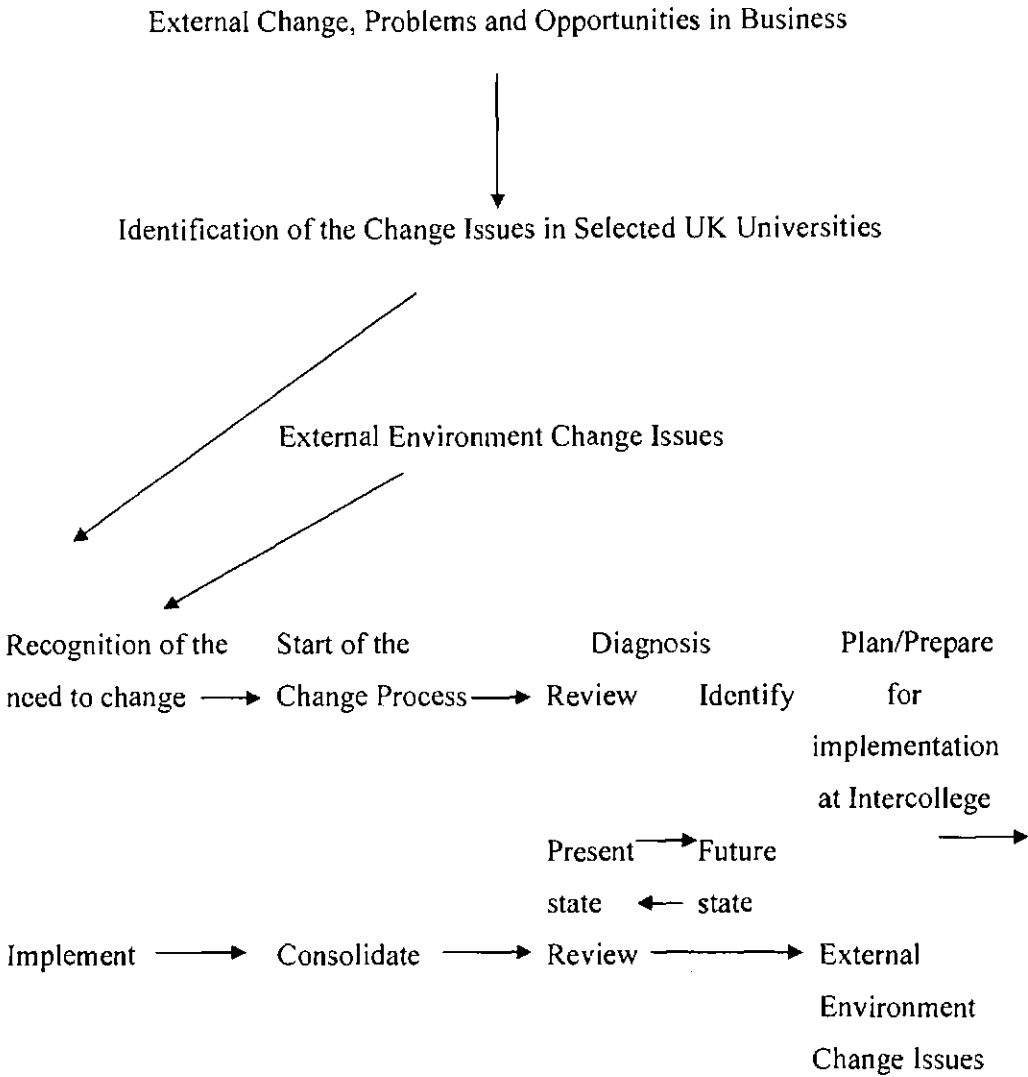 External Change, Problems and Opportunities in Business
Identification of the Change Issues in Selected UK Universities
External Environment Change Issues
Recognition of the Start of the Diagnosis Plan/Prepare
need to change Change Process Review Identify for
implementation
at Intercollege
Present Future
state state
Implement Consolidate Review External
Environment
Change Issues